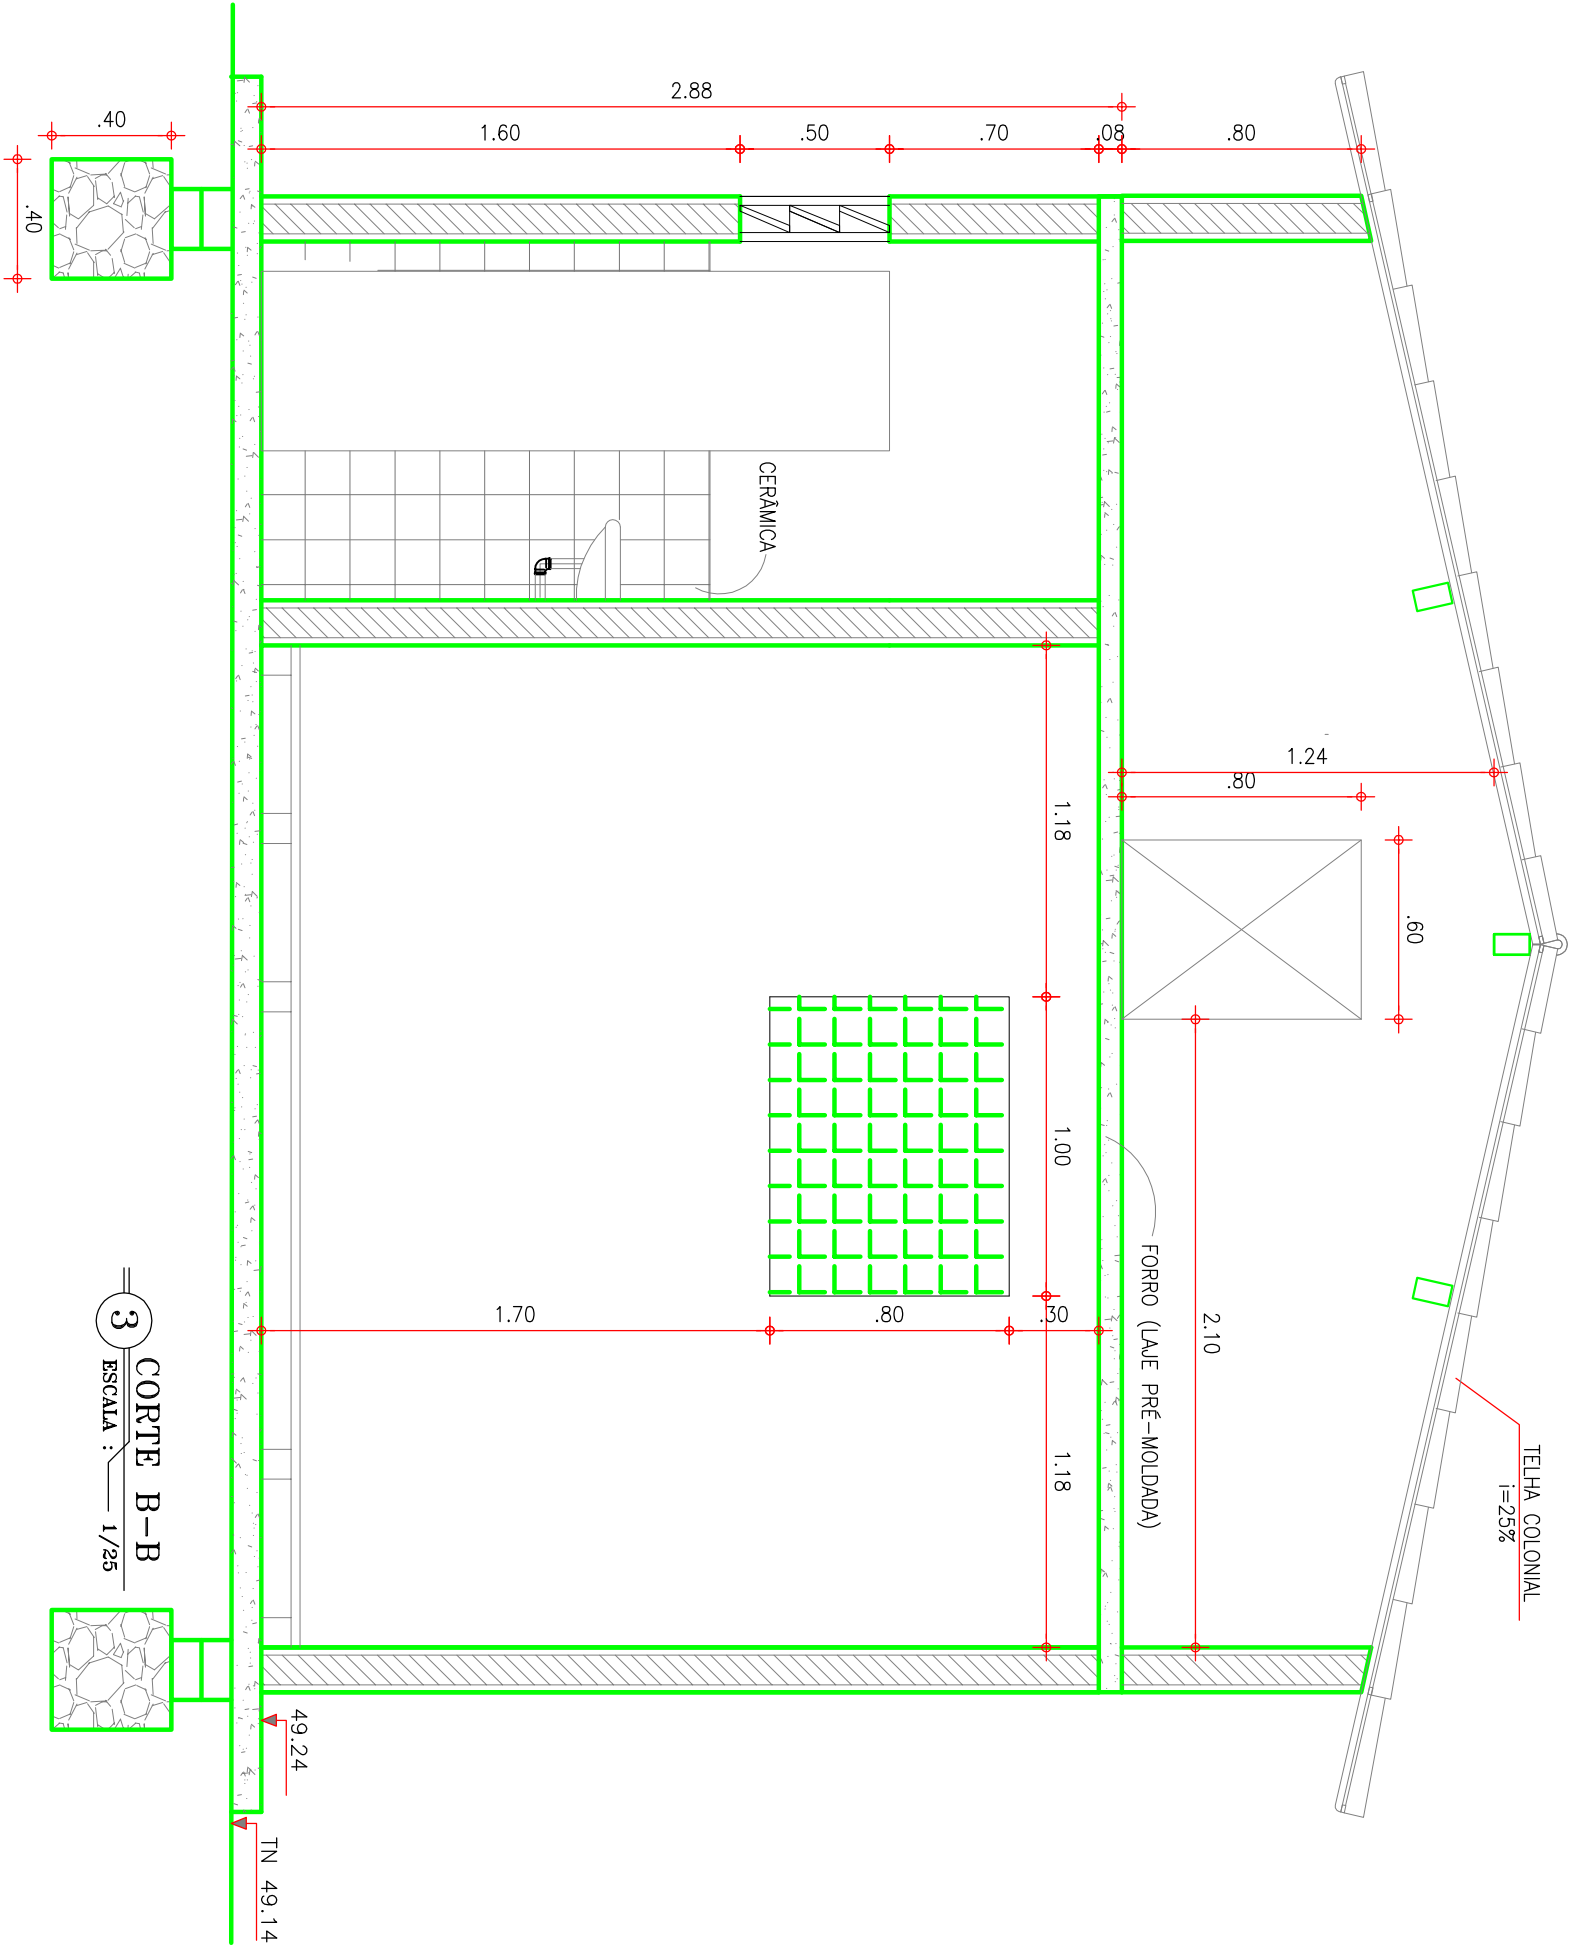 2.88
1.60
.50
.70
.08
.80
.40
.40
CERÂMICA
1.24
.80
.60
1.18
1.00
1.18
2.10
1.70
.80
.30
FORRO (LAJE PRÉ-MOLDADA)
TELHA COLONIAL
i=25%
49.24
TN 49.14
3
CORTE B-B
ESCALA : 1/25